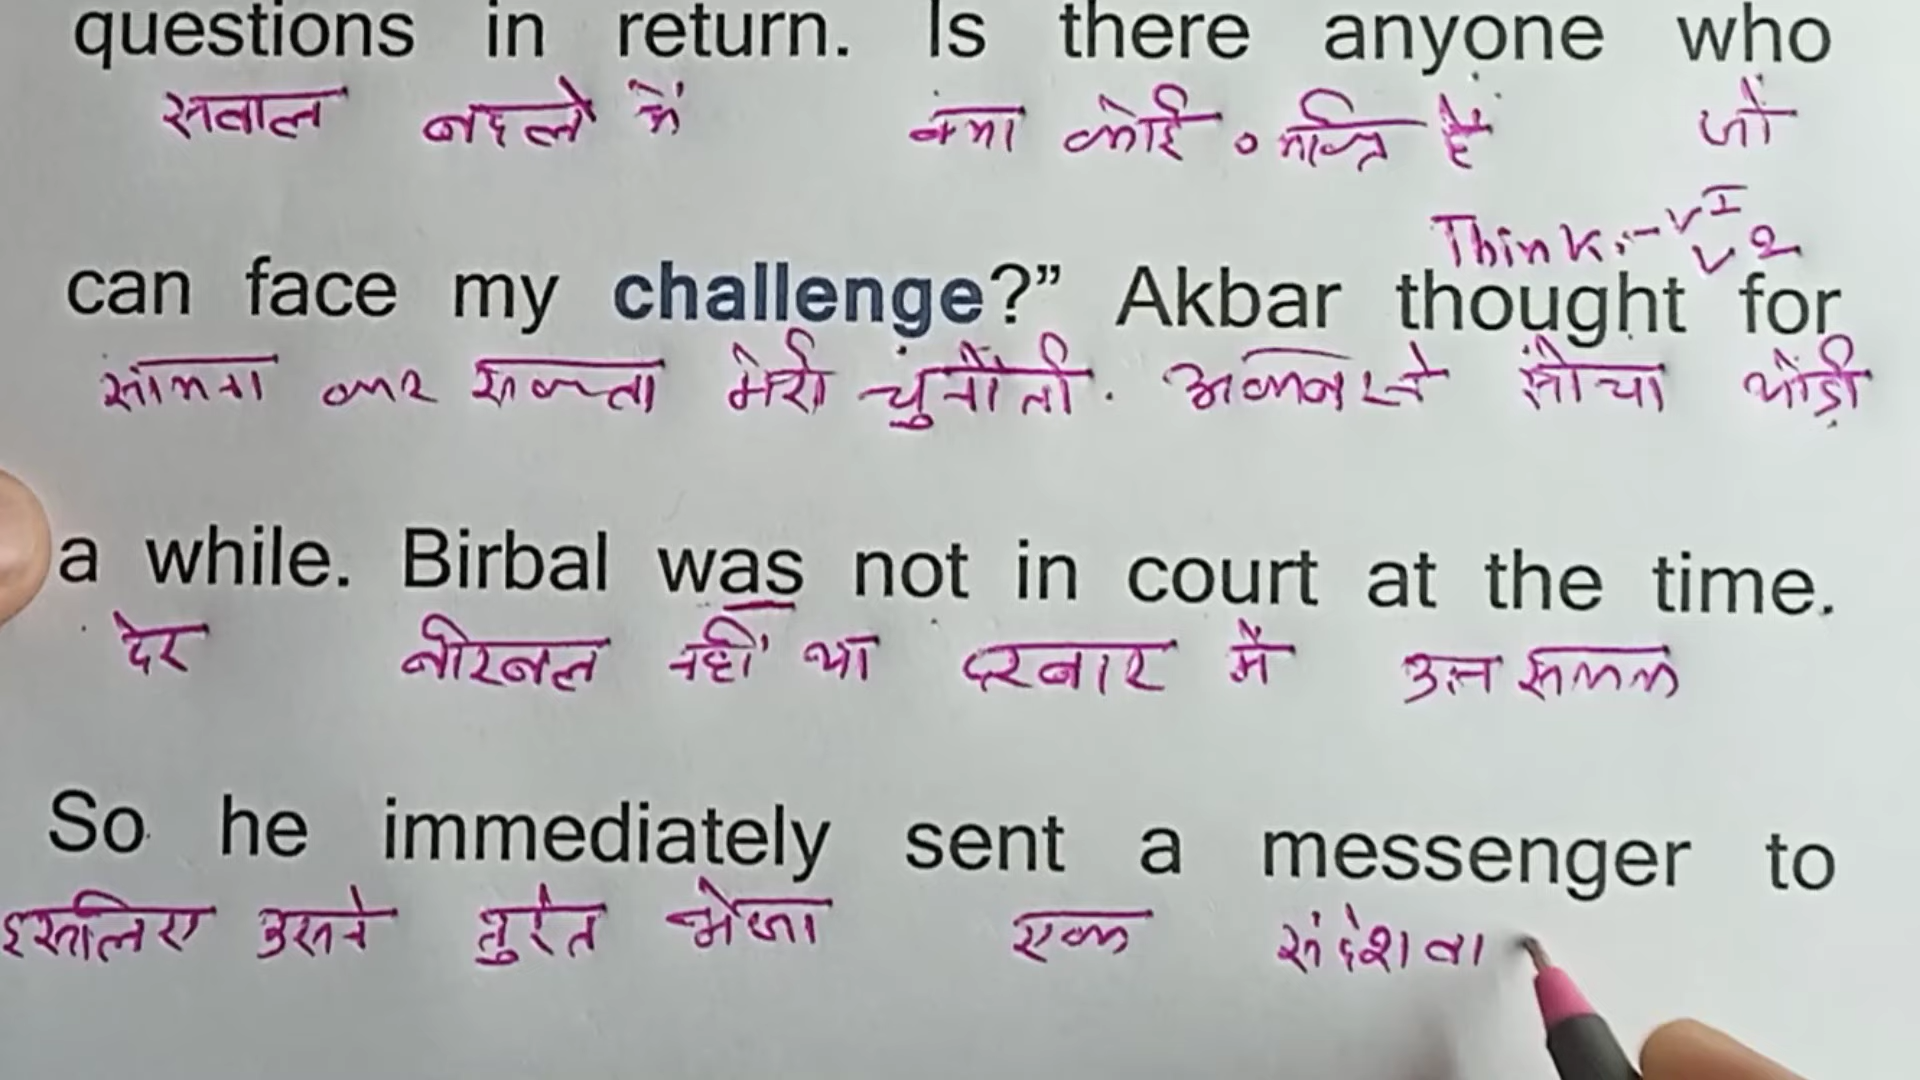 questions in return. Is there anyone who
सवाल बदले में क्या कोई व्यक्ति है जो
Think :- V I
V 2
can face my challenge?” Akbar thought for
सामना कर सकता मेरी चुनौती. अकबर ने सोचा थोड़ी
a while. Birbal was not in court at the time.
देर बीरबल नहीं था दरबार में उस समय
So he immediately sent a messenger to
इसलिए उसने तुरंत भेजा एक संदेशवा